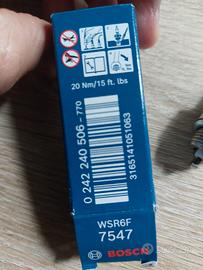 20 Nm/15 ft. lbs
0 242 240 506 -770
3165141051063
WSR6F
7547
BOSCH